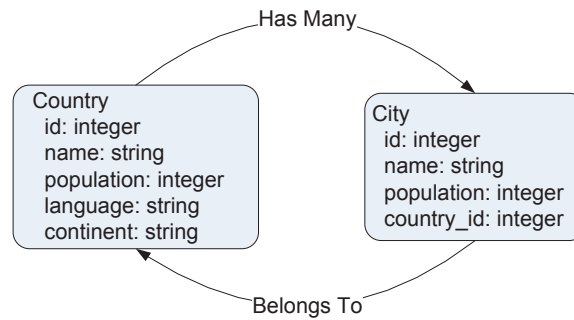 Has Many
Country
id: integer
name: string
population: integer
language: string
continent: string
City
id: integer
name: string
population: integer
country_id: integer
Belongs To